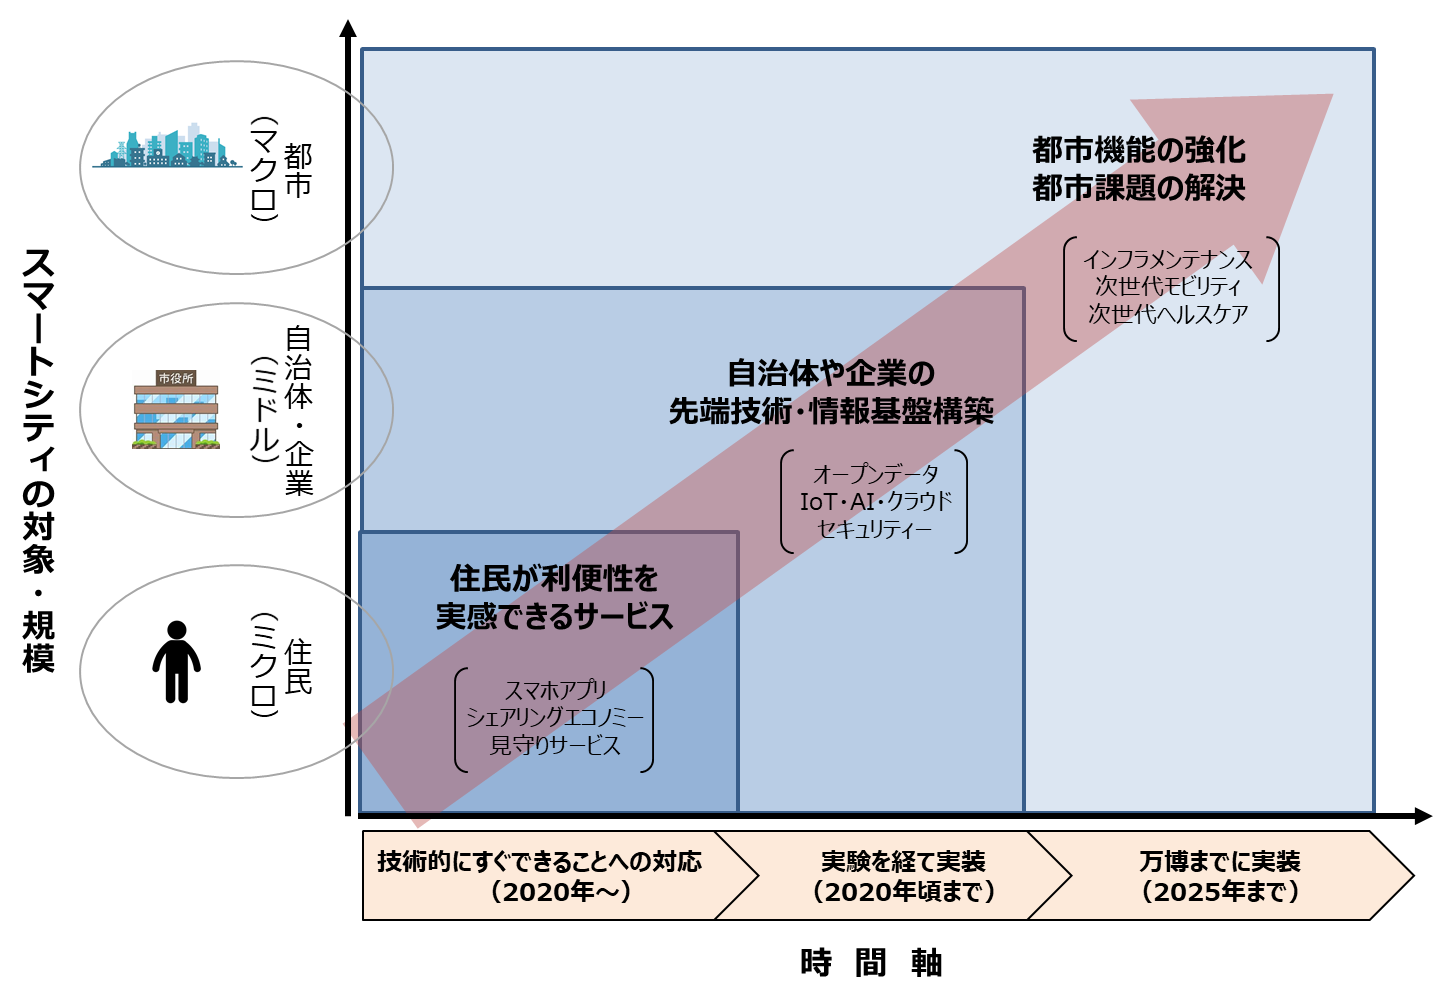 スマートシティの対象・規模
都市
（マクロ）
自治体・企業
（ミドル）
市役所
住民
（ミクロ）
都市機能の強化
都市課題の解決
インフラメンテナンス
次世代モビリティ
次世代ヘルスケア
自治体や企業の
先端技術・情報基盤構築
オープンデータ
IoT・AI・クラウド
セキュリティー
住民が利便性を
実感できるサービス
スマホアプリ
シェアリングエコノミー
見守りサービス
技術的にすぐできることへの対応
（2020年～）
実験を経て実装
（2020年頃まで）
万博までに実装
（2025年まで）
時間軸